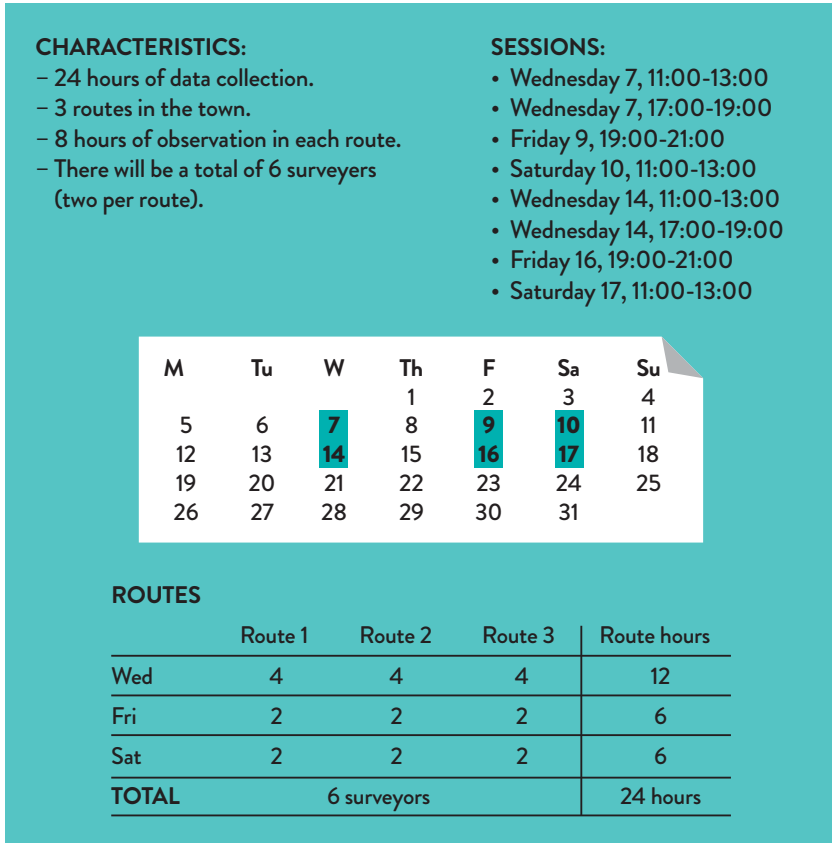 CHARACTERISTICS:
– 24 hours of data collection.
– 3 routes in the town.
– 8 hours of observation in each route.
– There will be a total of 6 surveyers
(two per route).
SESSIONS:
• Wednesday 7, 11:00-13:00
• Wednesday 7, 17:00-19:00
• Friday 9, 19:00-21:00
• Saturday 10, 11:00-13:00
• Wednesday 14, 11:00-13:00
• Wednesday 14, 17:00-19:00
• Friday 16, 19:00-21:00
• Saturday 17, 11:00-13:00
M Tu W Th F Sa Su
1 2 3 4
5 6 7 8 9 10 11
12 13 14 15 16 17 18
19 20 21 22 23 24 25
26 27 28 29 30 31
ROUTES
Route 1 Route 2 Route 3 Route hours
Wed 4 4 4 12
Fri 2 2 2 6
Sat 2 2 2 6
TOTAL 6 surveyors 24 hours